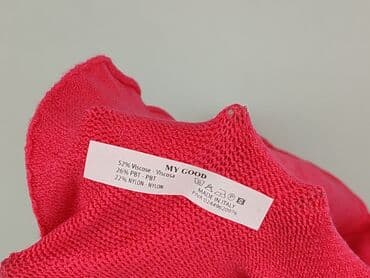 MY GOOD
52% Viscose - Viscosa
26% PBT - PBT
22% NYLON - NYLON
MADE IN ITALY